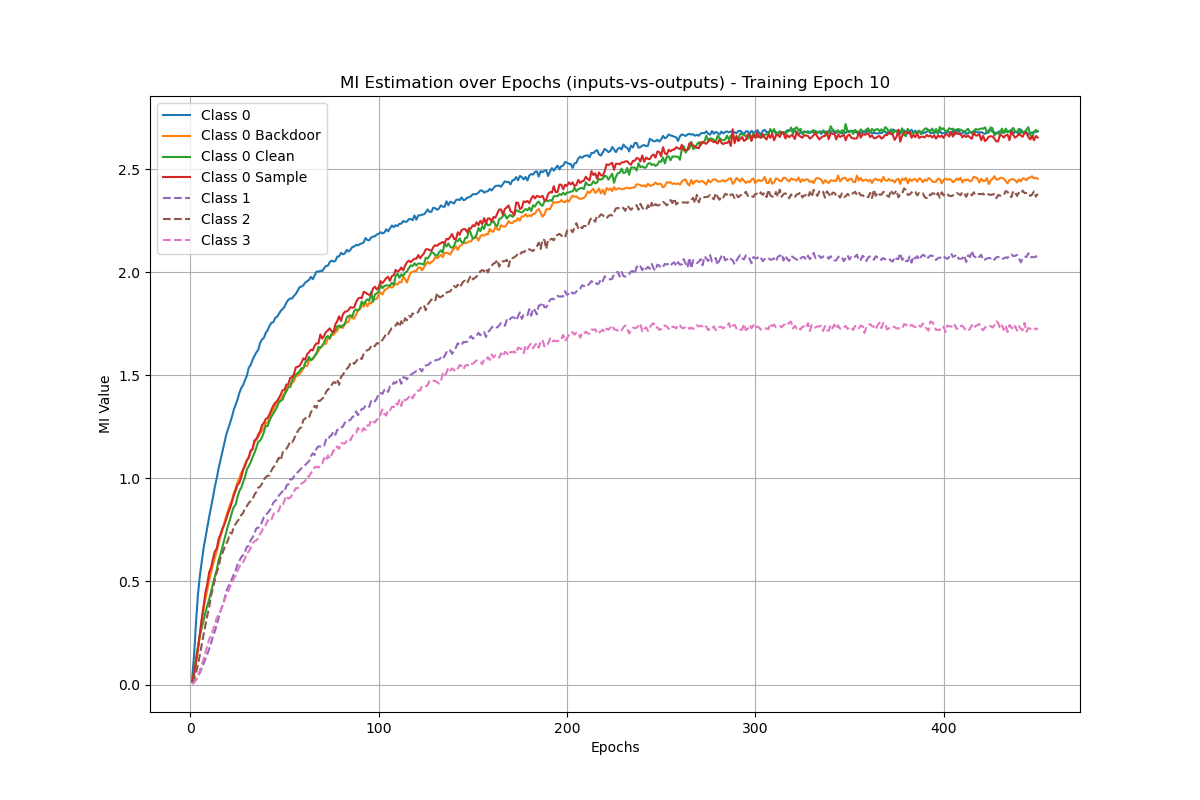 MI Estimation over Epochs (inputs-vs-outputs) - Training Epoch 10
Class 0
Class 0 Backdoor
Class 0 Clean
Class 0 Sample
Class 1
Class 2
Class 3
MI Value
2.5
2.0
1.5
1.0
0.5
0.0
0 100 200 300 400
Epochs